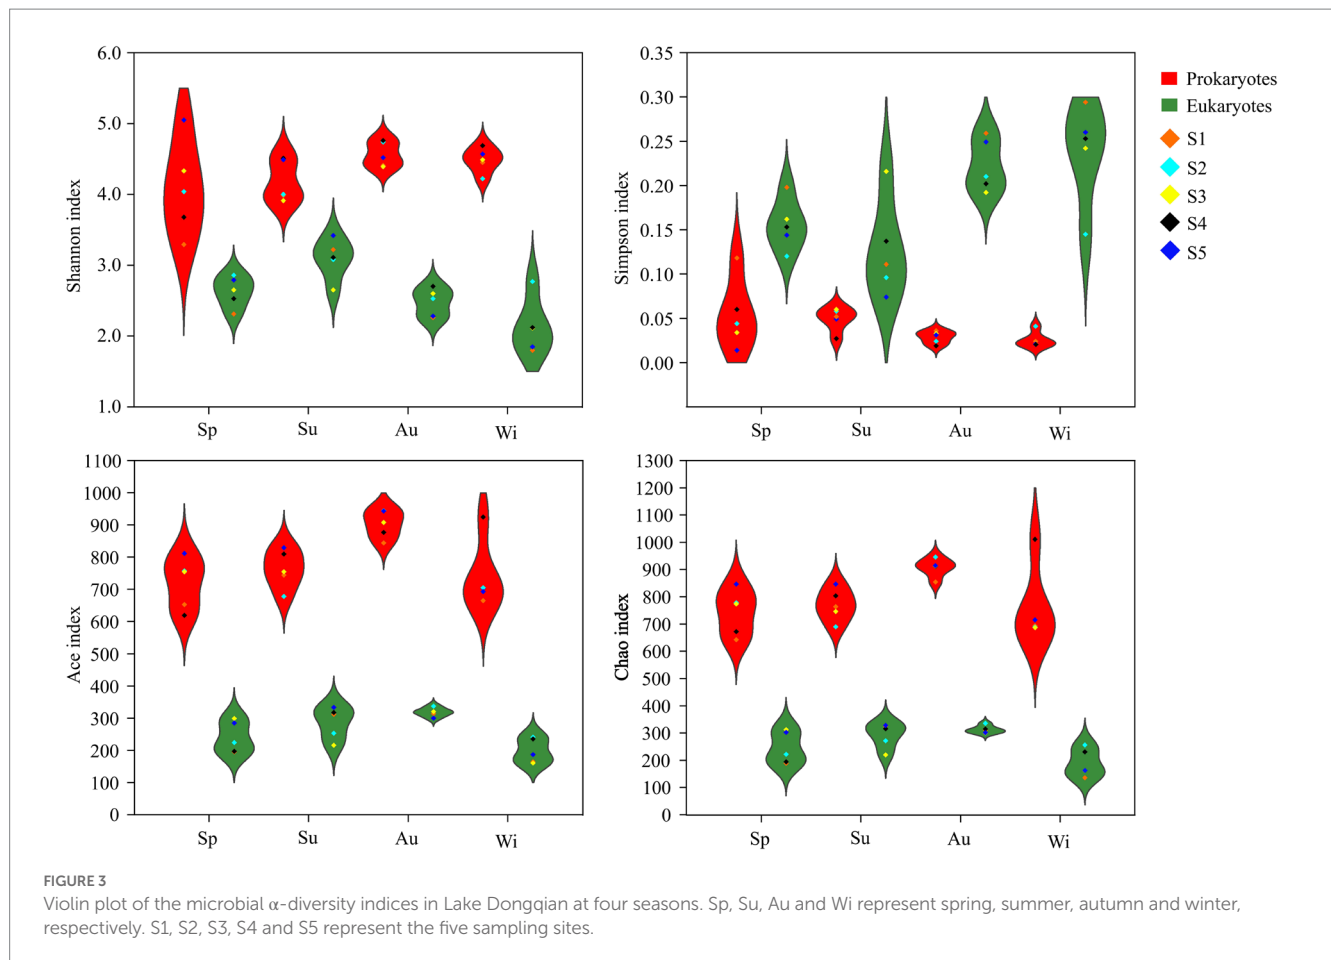 6.0
5.0
4.0
3.0
2.0
1.0
Shannon index
Sp
Su
Au
Wi
0.35
0.30
0.25
0.20
0.15
0.10
0.05
0.00
Simpson index
Sp
Su
Au
Wi
Prokaryotes
Eukaryotes
S1
S2
S3
S4
S5
1100
1000
900
800
700
600
500
400
300
200
100
0
Ace index
Sp
Su
Au
Wi
1300
1200
1100
1000
900
800
700
600
500
400
300
200
100
0
Chao index
Sp
Su
Au
Wi
FIGURE 3
Violin plot of the microbial α-diversity indices in Lake Dongqian at four seasons. Sp, Su, Au and Wi represent spring, summer, autumn and winter,
respectively. S1, S2, S3, S4 and S5 represent the five sampling sites.